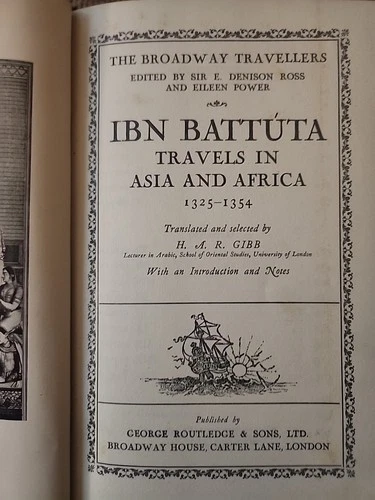 THE BROADWAY TRAVELLERS
EDITED BY SIR E. DENISON ROSS
AND EILEEN POWER
IBN BATTÚTA
TRAVELS IN
ASIA AND AFRICA
1325–1354
Translated and selected by
H. A. R. GIBB
Lecturer in Arabic, School of Oriental Studies, University of London
With an Introduction and Notes
Published by
GEORGE ROUTLEDGE & SONS, LTD.
BROADWAY HOUSE, CARTER LANE, LONDON